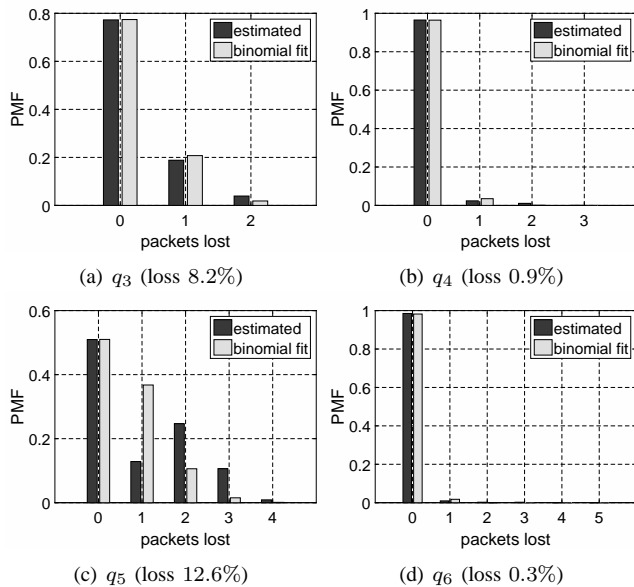 0.8
0.6
0.4
0.2
0
PMF
0 1 2
packets lost
estimated
binomial fit
(a) q3 (loss 8.2%)
1
0.8
0.6
0.4
0.2
0
PMF
0 1 2 3
packets lost
estimated
binomial fit
(b) q4 (loss 0.9%)
0.6
0.4
0.2
0
PMF
0 1 2 3 4
packets lost
estimated
binomial fit
(c) q5 (loss 12.6%)
1
0.8
0.6
0.4
0.2
0
PMF
0 1 2 3 4 5
packets lost
estimated
binomial fit
(d) q6 (loss 0.3%)